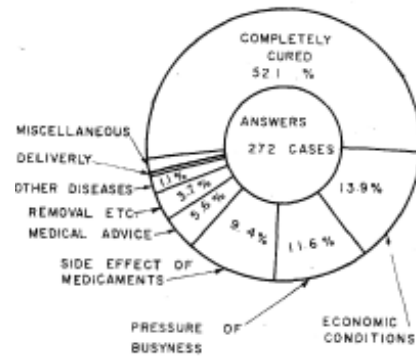 COMPLETELY
CURED
52.1 %
ANSWERS
272 CASES
MISCELLANEOUS
DELIVERLY
OTHER DISEASES
REMOVAL ETC.
MEDICAL ADVICE
SIDE EFFECT OF
MEDICAMENTS
PRESSURE OF
BUSYNESS
ECONOMIC
CONDITIONS
1.1%
3.7%
5.6%
9.4%
11.6%
13.9%